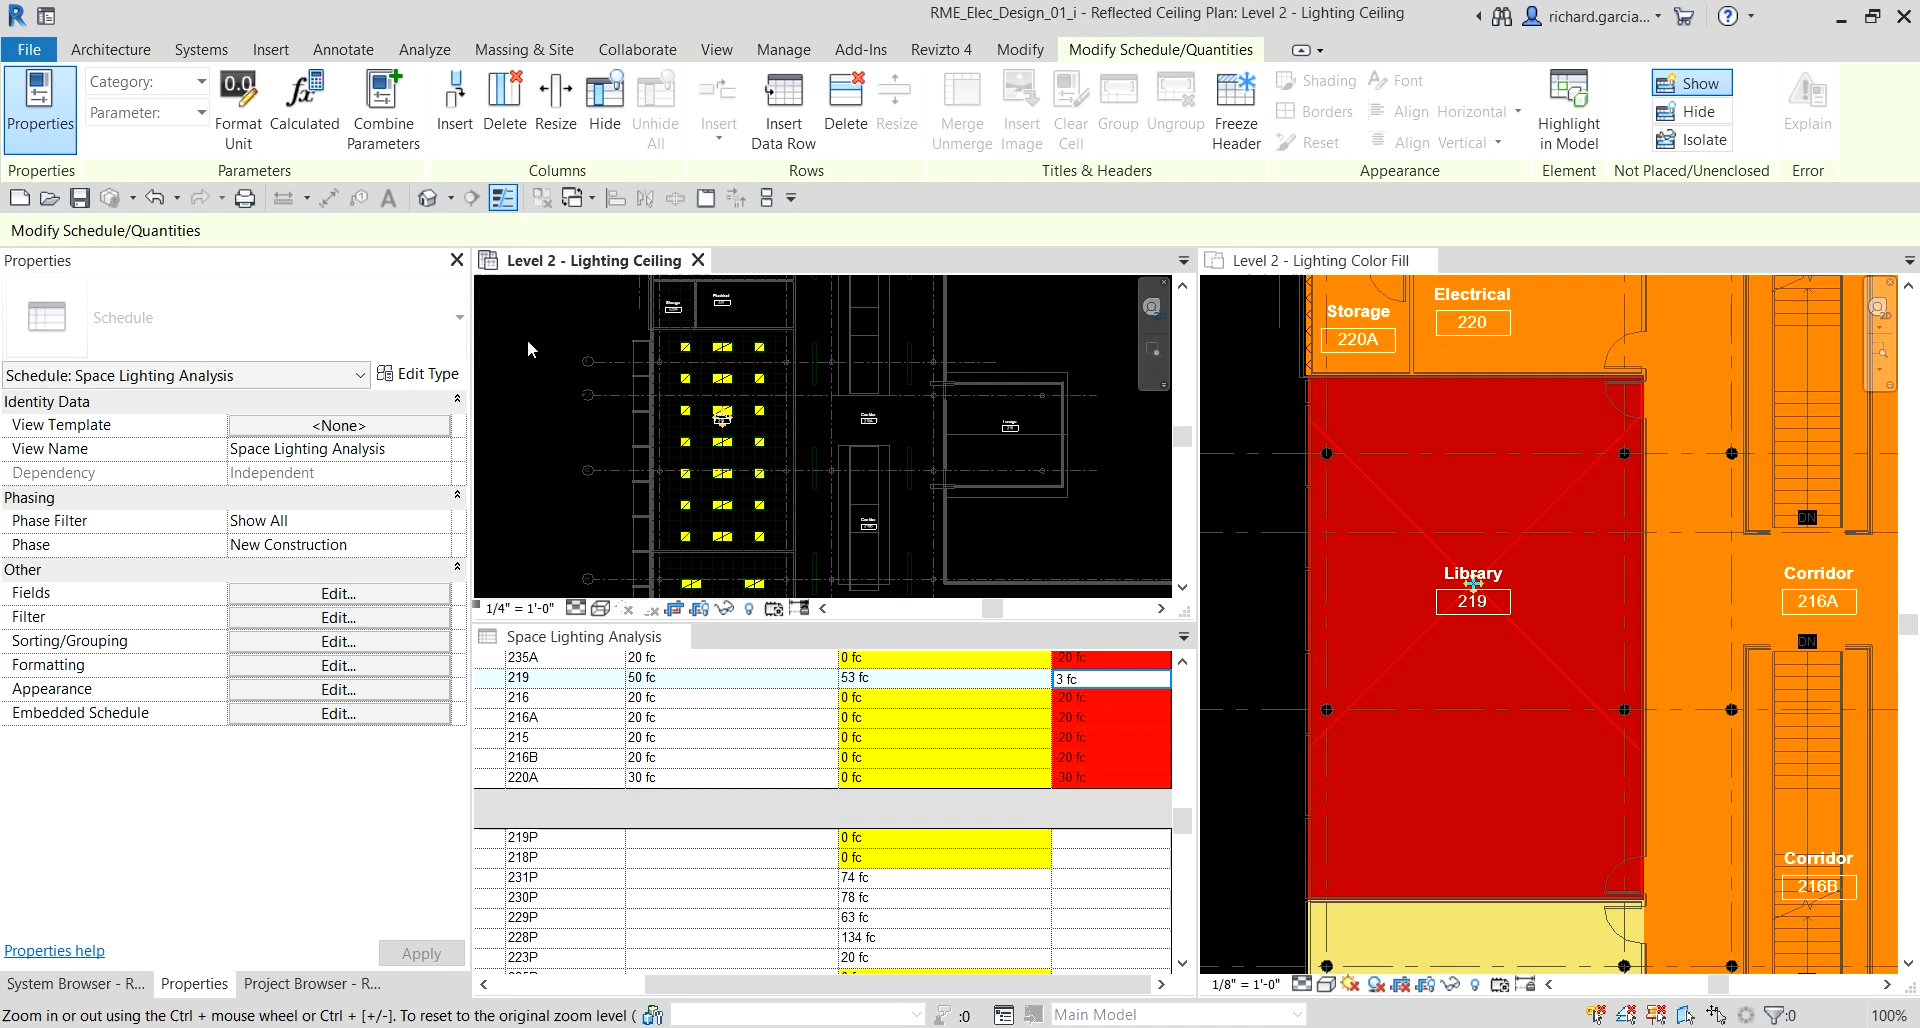 RME_Elec_Design_01_i - Reflected Ceiling Plan: Level 2 - Lighting Ceiling
richard.garcia...
File Architecture Systems Insert Annotate Analyze Massing & Site Collaborate View Manage Add-Ins Revizto 4 Modify Modify Schedule/Quantities
Properties
Category:
Parameter:
Format Unit
Calculated
Combine Parameters
Insert
Delete
Resize
Hide
Unhide All
Insert
Insert Data Row
Delete
Resize
Merge Unmerge
Insert Image
Clear Cell
Group
Ungroup
Freeze Header
Shading
Borders
Reset
Font
Align Horizontal
Align Vertical
Highlight in Model
Show
Hide
Isolate
Explain
Properties Parameters Columns Rows Titles & Headers Appearance Element Not Placed/Unenclosed Error
Modify Schedule/Quantities
Properties
Schedule
Schedule: Space Lighting Analysis
Edit Type
Identity Data
View Template <None>
View Name Space Lighting Analysis
Dependency Independent
Phasing
Phase Filter Show All
Phase New Construction
Other
Fields Edit...
Filter Edit...
Sorting/Grouping Edit...
Formatting Edit...
Appearance Edit...
Embedded Schedule Edit...
Properties help
Apply
System Browser - R...
Properties
Project Browser - R...
Level 2 - Lighting Ceiling
1/4" = 1'-0"
Space Lighting Analysis
235A 20 fc 0 fc -20 fc
219 50 fc 53 fc 3 fc
216 20 fc 0 fc -20 fc
216A 20 fc 0 fc -20 fc
215 20 fc 0 fc -20 fc
216B 20 fc 0 fc -20 fc
220A 30 fc 0 fc -30 fc
219P 0 fc
218P 0 fc
231P 74 fc
230P 78 fc
229P 63 fc
228P 134 fc
223P 20 fc
Level 2 - Lighting Color Fill
Storage
220A
Electrical
220
2D
DN
Library
219
Corridor
216A
DN
Corridor
216B
1/8" = 1'-0"
Zoom in or out using the Ctrl + mouse wheel or Ctrl + [+/-]. To reset to the original zoom level (
:0
Main Model
:0
100%